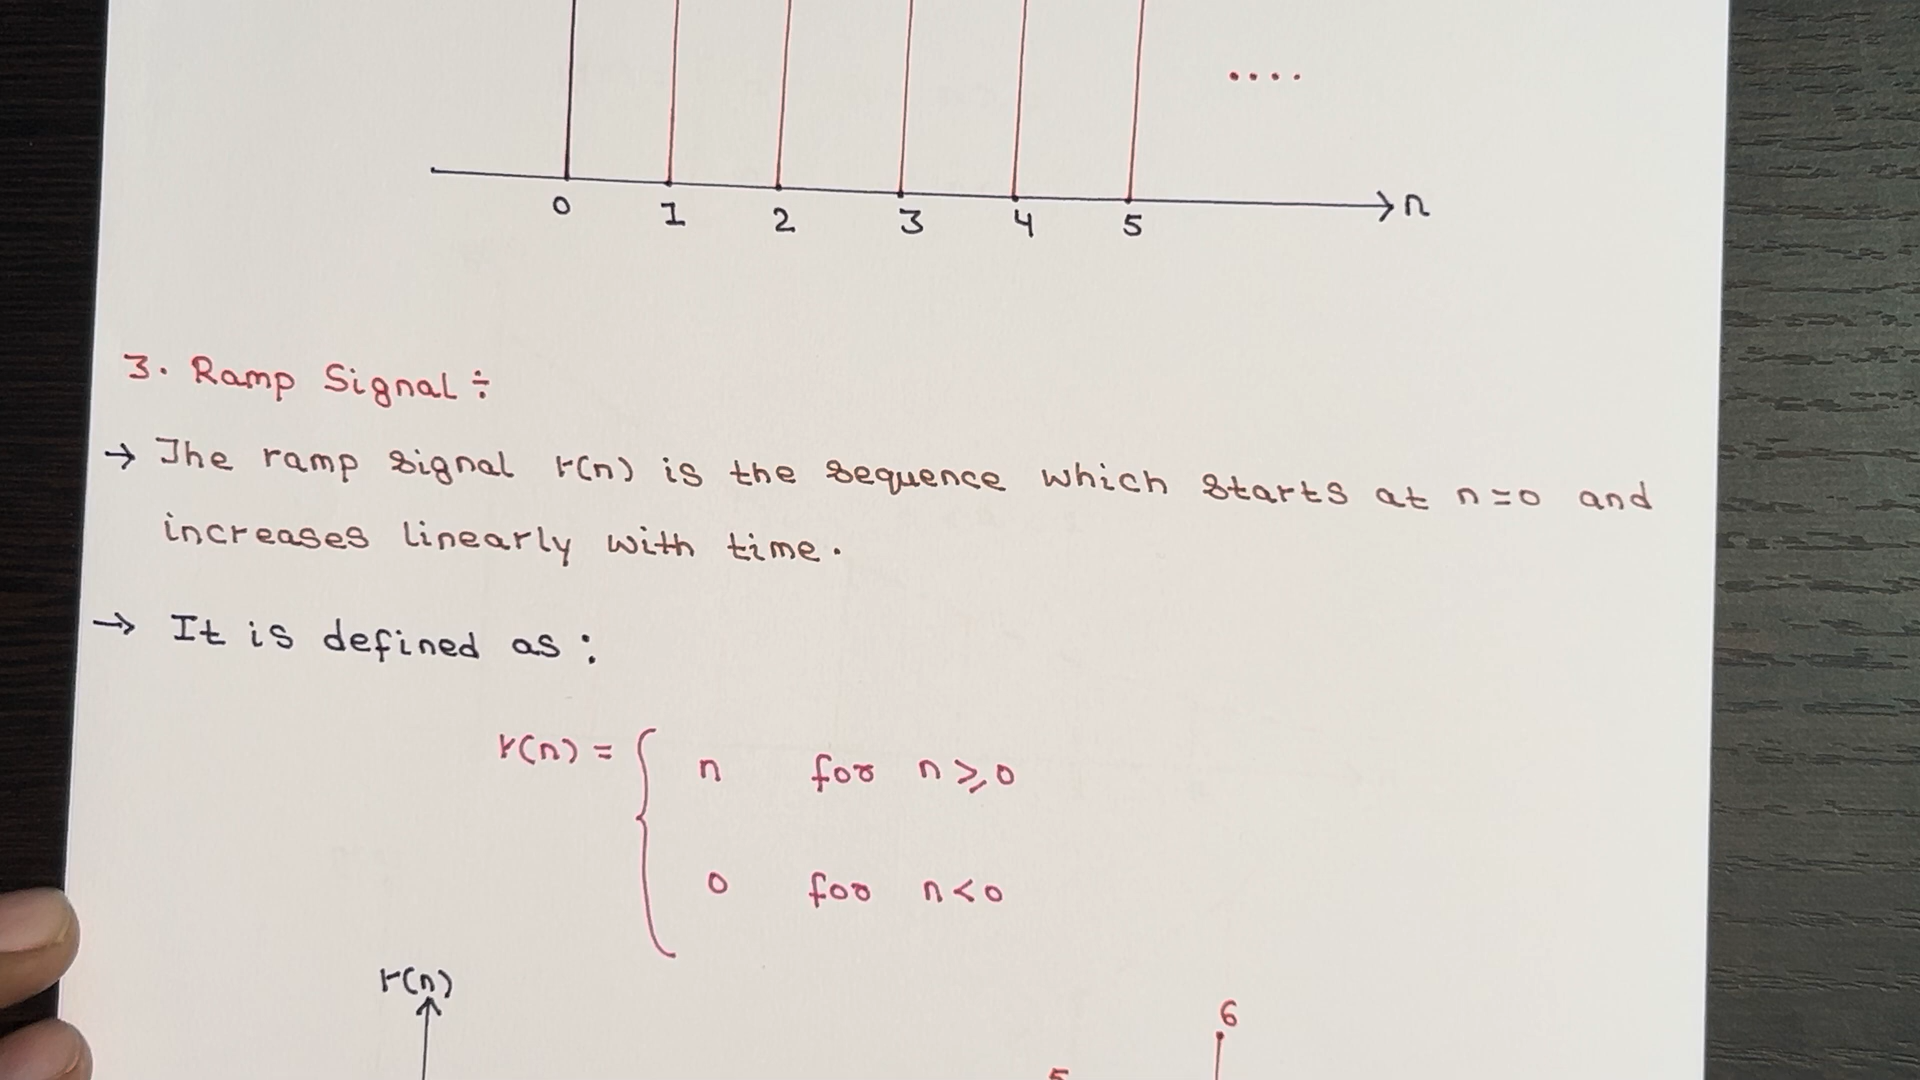 ....
n
0 1 2 3 4 5
3. Ramp Signal ÷
→ The ramp signal r(n) is the sequence which starts at n=0 and
increases linearly with time.
→ It is defined as :
r(n) = { n for n ⩾ 0
0 for n < 0
r(n)
6
5